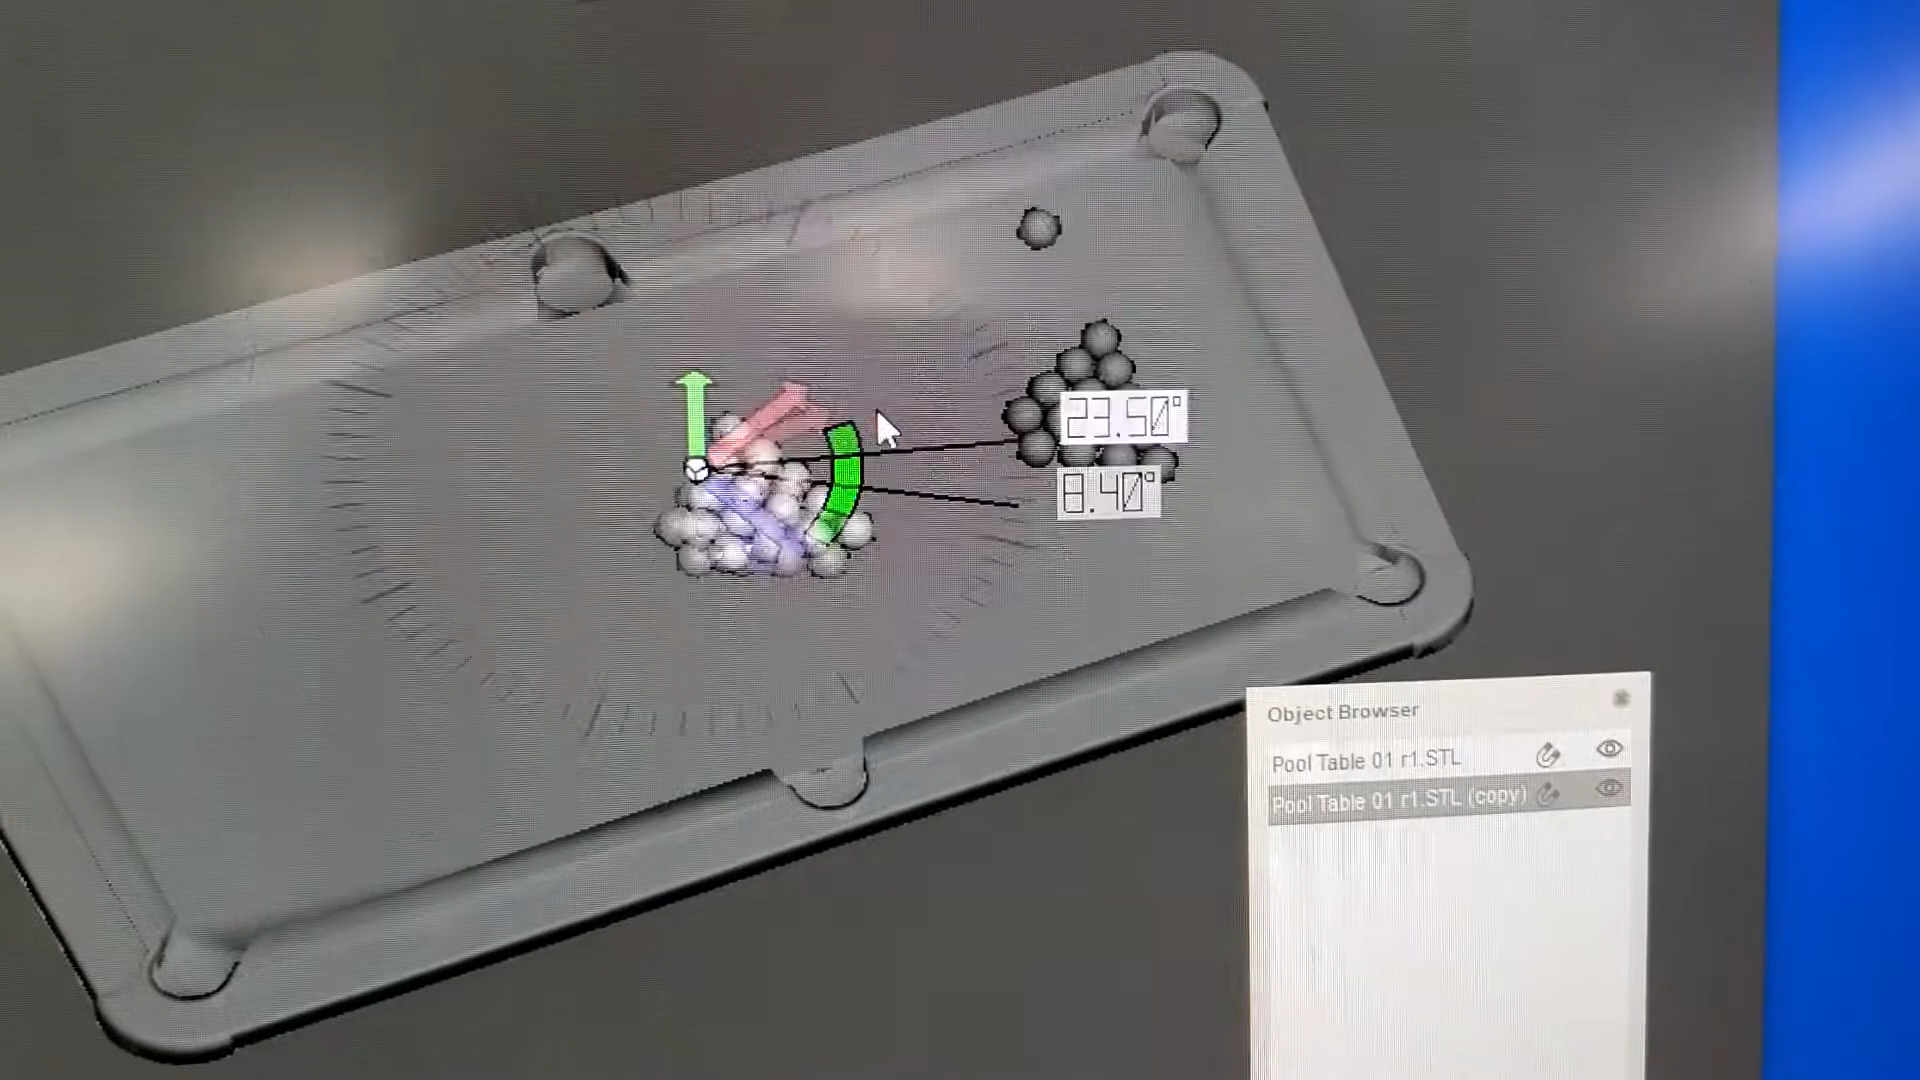 23.50°
8.40°
Object Browser
Pool Table 01 r1.STL
Pool Table 01 r1.STL (copy)